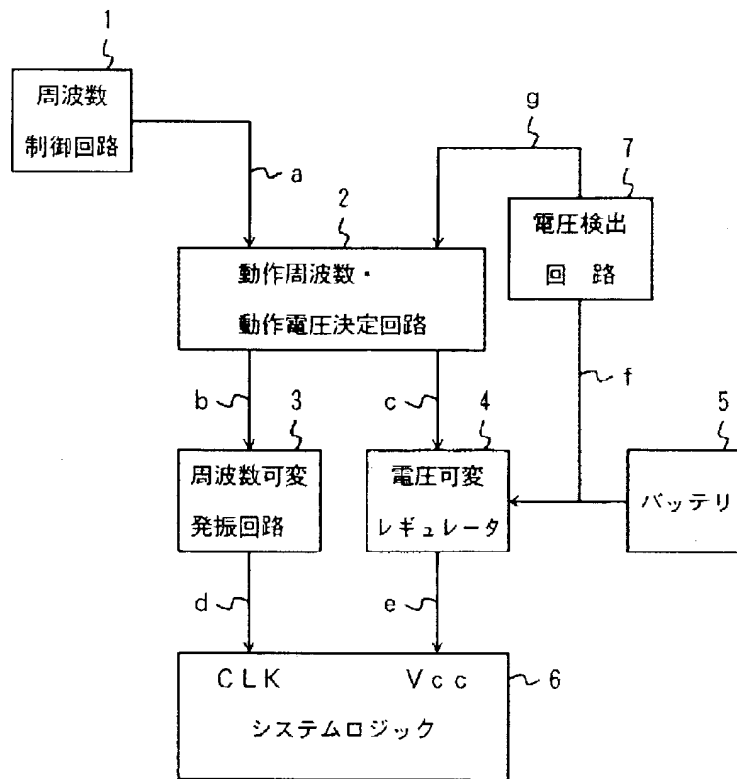 1
周波数
制御回路
a
g
7
電圧検出
回 路
2
動作周波数・
動作電圧決定回路
f
b
c
3
4
5
周波数可変
発振回路
電圧可変
レギュレータ
バッテリ
d
e
CLK
Vcc
6
システムロジック